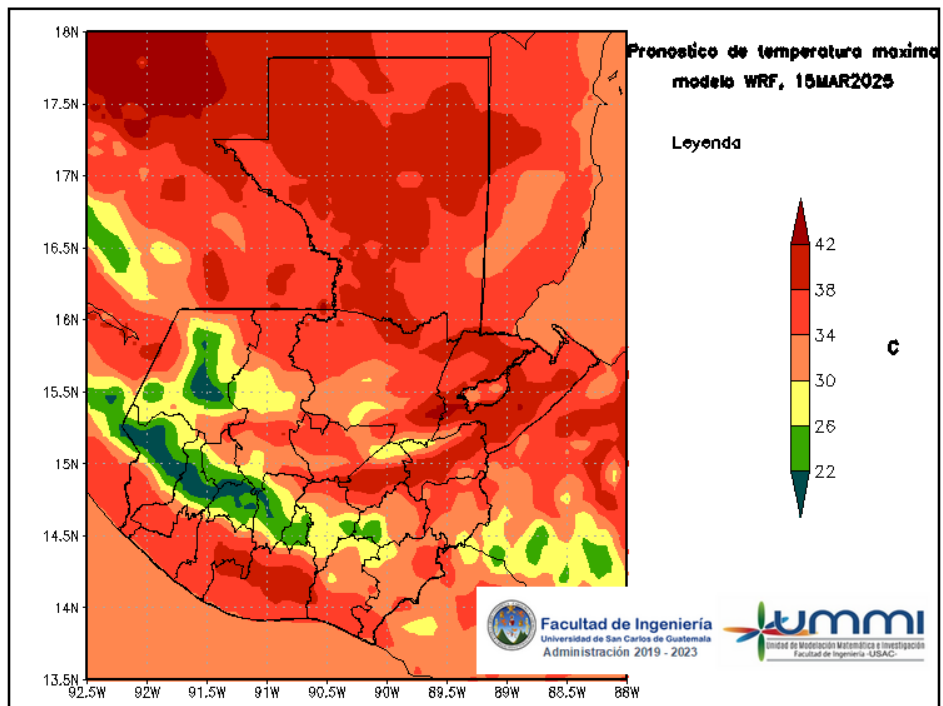 Pronostico de temperatura maxima
modelo WRF, 15MAR2025
Leyenda
42
38
34
30
26
22
C
18N
17.5N
17N
16.5N
16N
15.5N
15N
14.5N
14N
13.5N
92.5W
92W
91.5W
91W
90.5W
90W
89.5W
89W
88.5W
88W
Facultad de Ingeniería
Universidad de San Carlos de Guatemala
Administración 2019 - 2023
UMMI
Unidad de Modelación Matemática e Investigación
Facultad de Ingeniería -USAC-